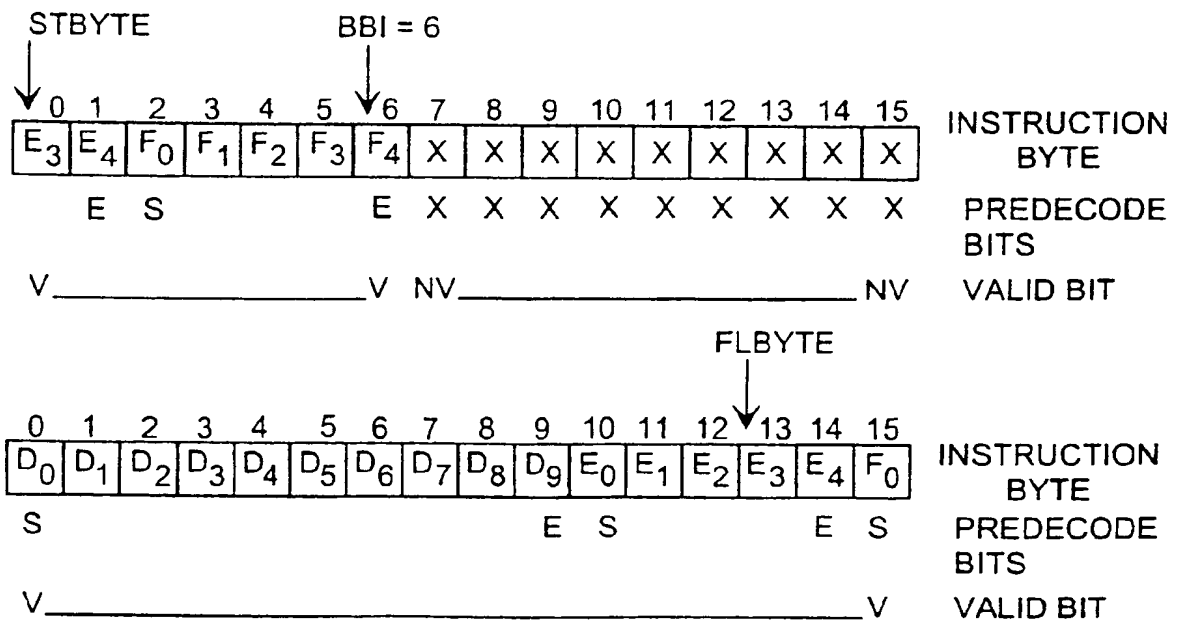 STBYTE BBI = 6
0 1 2 3 4 5 6 7 8 9 10 11 12 13 14 15
E₃ E₄ F₀ F₁ F₂ F₃ F₄ X X X X X X X X X INSTRUCTION
BYTE
E S E X X X X X X X X X PREDECODE
BITS
V V NV NV VALID BIT
FLBYTE
0 1 2 3 4 5 6 7 8 9 10 11 12 13 14 15
D₀ D₁ D₂ D₃ D₄ D₅ D₆ D₇ D₈ D₉ E₀ E₁ E₂ E₃ E₄ F₀ INSTRUCTION
BYTE
S E S E S PREDECODE
BITS
V V VALID BIT